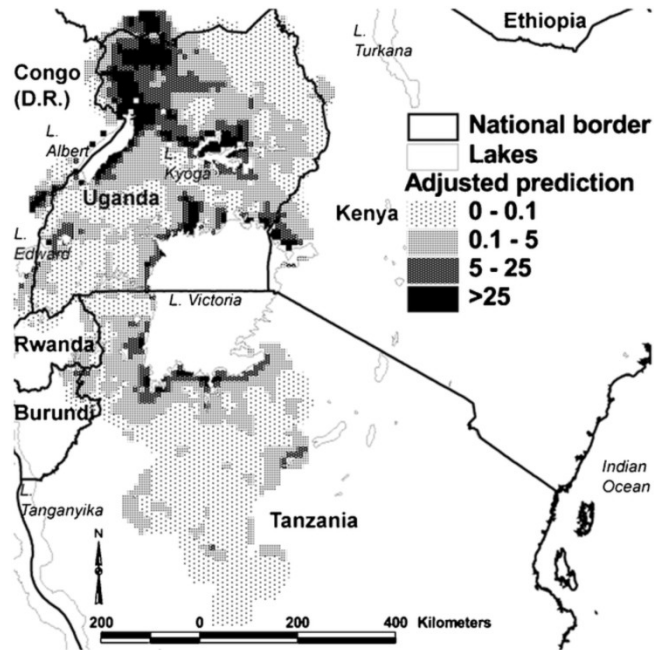 Ethiopia
L.
Turkana
Congo
(D.R.)
L.
Albert
National border
Lakes
Adjusted prediction
L.
Kyoga
Uganda
Kenya
0 - 0.1
0.1 - 5
5 - 25
>25
L.
Edward
L. Victoria
Rwanda
Burundi
Indian
Ocean
L.
Tanganyika
Tanzania
N
200 0 200 400 Kilometers